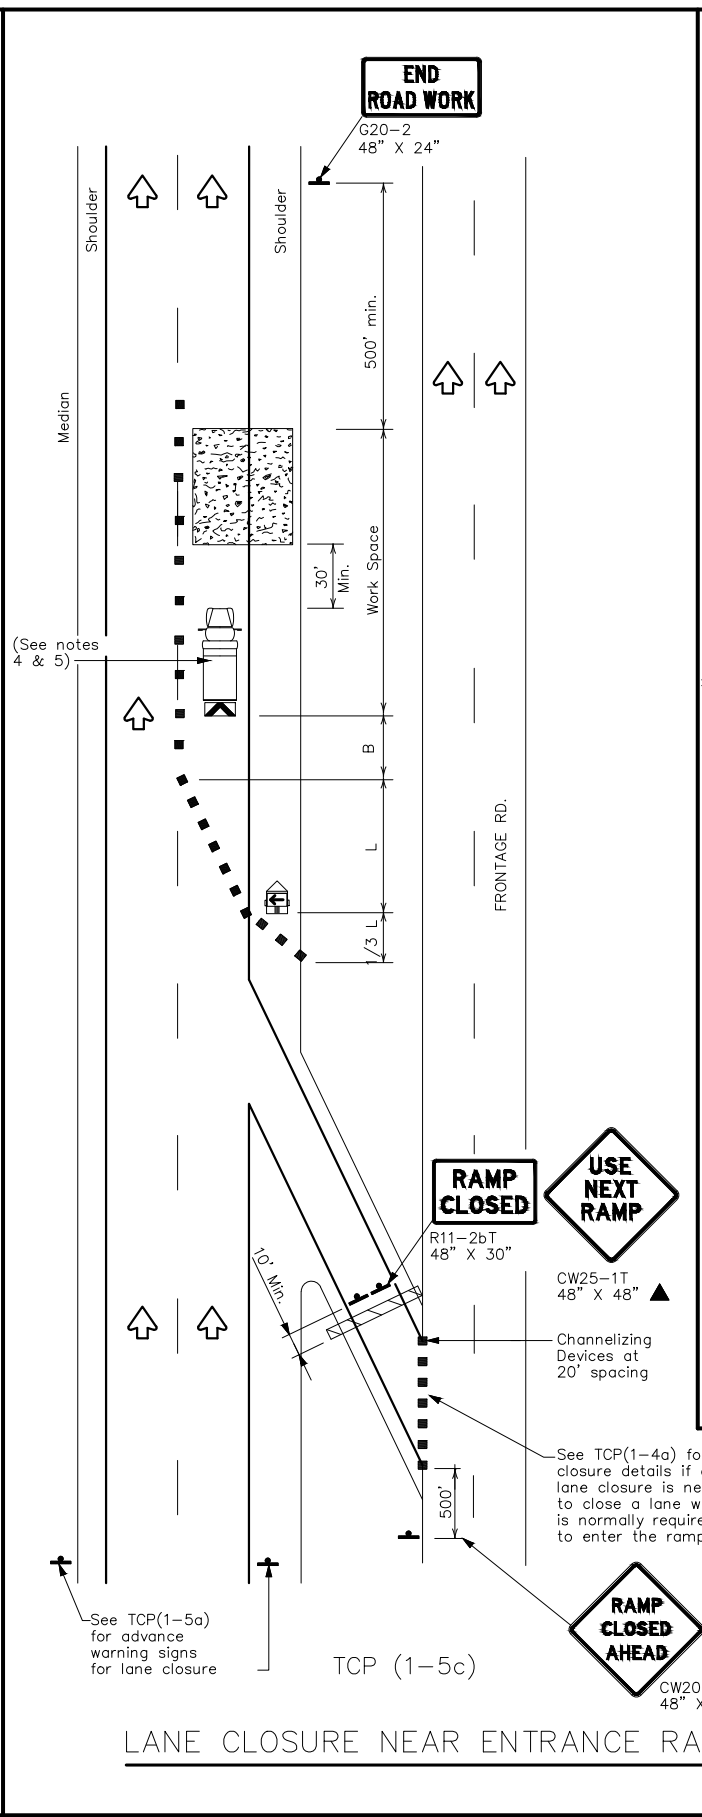 END
ROAD WORK
G20-2
48" X 24"
Shoulder
Shoulder
500' min.
Median
Work Space
30'
Min.
(See notes
4 & 5)
B
L
FRONTAGE RD.
1/3 L
RAMP
CLOSED
R11-2bT
48" X 30"
USE
NEXT
RAMP
CW25-1T
48" X 48"
10' Min.
Channelizing
Devices at
20' spacing
See TCP(1-4a) fo
closure details if
lane closure is ne
to close a lane w
is normally require
to enter the ramp
500'
RAMP
CLOSED
AHEAD
CW20
48" X
See TCP(1-5a)
for advance
warning signs
for lane closure
TCP (1-5c)
LANE CLOSURE NEAR ENTRANCE RA